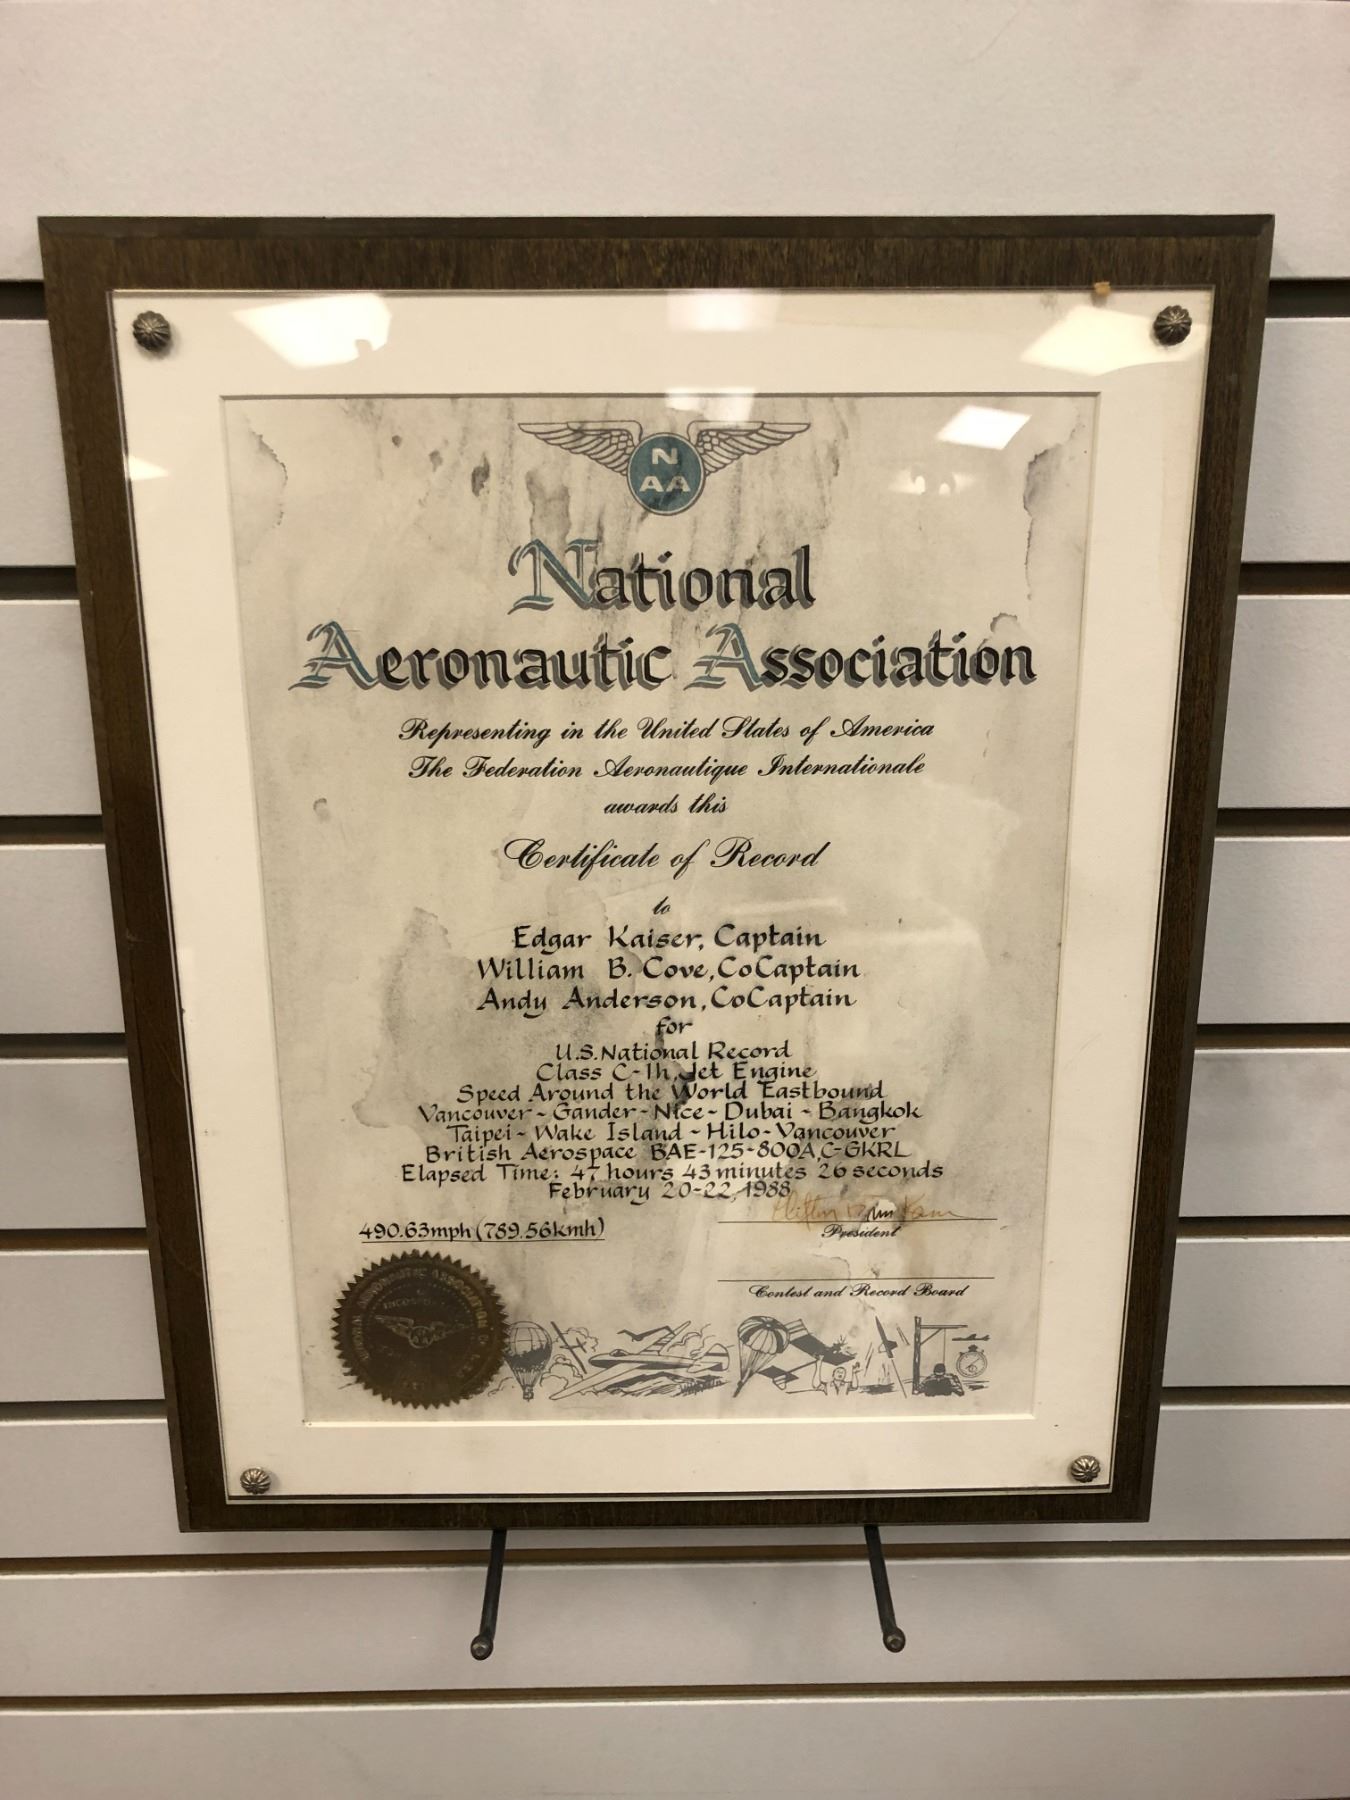 N
AA
National
Aeronautic Association
Representing in the United States of America
The Federation Aeronautique Internationale
awards this
Certificate of Record
to
Edgar Kaiser, Captain
William B. Cove, CoCaptain
Andy Anderson, CoCaptain
for
U.S. National Record
Class C-1h, Jet Engine
Speed Around the World Eastbound
Vancouver - Gander - Nice - Dubai - Bangkok
Taipei - Wake Island - Hilo - Vancouver
British Aerospace BAE-125-800A, C-GKRL
Elapsed Time: 47 hours 43 minutes 26 seconds
February 20-22, 1988
490.63mph (789.56kmh)
President
Contest and Record Board